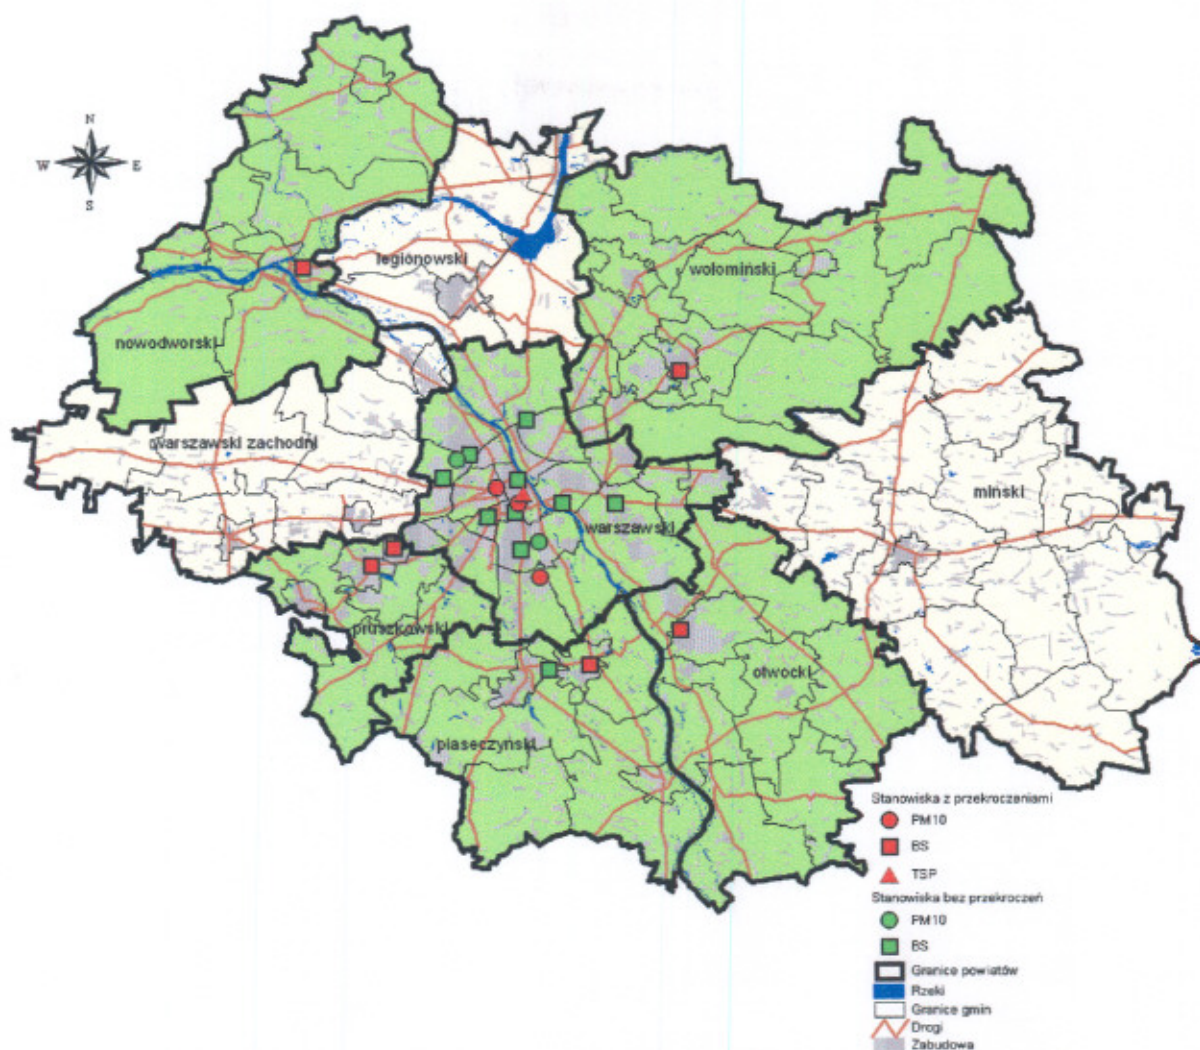 N
W E
S
legionowski
wołomiński
nowodworski
warszawski zachodni
miński
warszawski
pruszkowski
otwocki
piaseczyński
Stanowiska z przekroczeniami
PM10
BS
TSP
Stanowiska bez przekroczeń
PM10
BS
Granice powiatów
Rzeki
Granice gmin
Drogi
Zabudowa